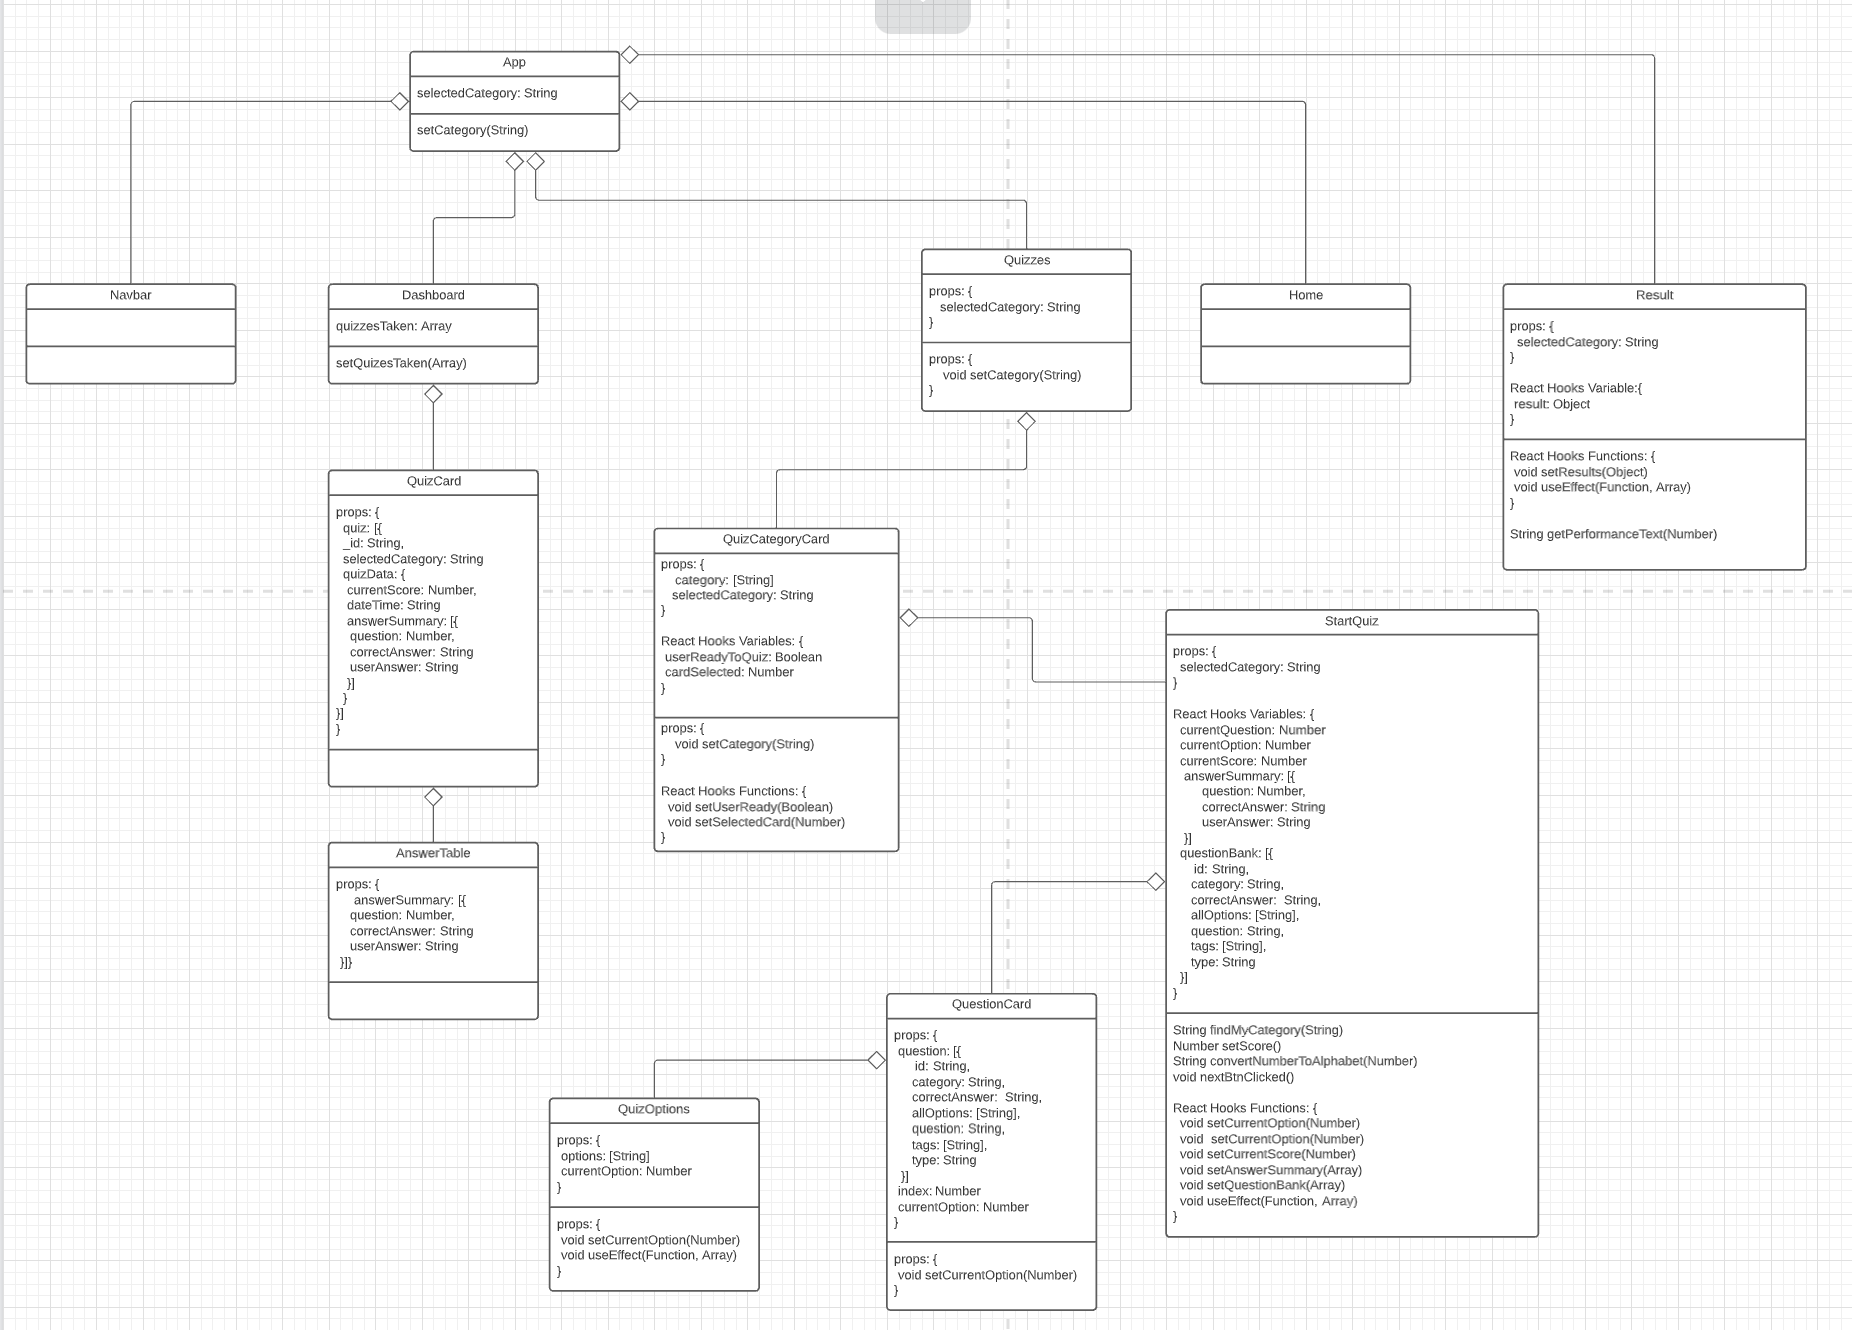 App
selectedCategory: String
setCategory(String)
Navbar
Dashboard
quizzesTaken: Array
setQuizesTaken(Array)
Quizzes
props: {
selectedCategory: String
}
props: {
void setCategory(String)
}
Home
Result
props: {
selectedCategory: String
}
React Hooks Variable:{
result: Object
}
React Hooks Functions: {
void setResults(Object)
void useEffect(Function, Array)
}
String getPerformanceText(Number)
QuizCard
props: {
quiz: [{
_id: String,
selectedCategory: String
quizData: {
currentScore: Number,
dateTime: String
answerSummary: [{
question: Number,
correctAnswer: String
userAnswer: String
}]
}
}]
}
QuizCategoryCard
props: {
category: [String]
selectedCategory: String
}
React Hooks Variables: {
userReadyToQuiz: Boolean
cardSelected: Number
}
props: {
void setCategory(String)
}
React Hooks Functions: {
void setUserReady(Boolean)
void setSelectedCard(Number)
}
StartQuiz
props: {
selectedCategory: String
}
React Hooks Variables: {
currentQuestion: Number
currentOption: Number
currentScore: Number
answerSummary: [{
question: Number,
correctAnswer: String
userAnswer: String
}]
questionBank: [{
id: String,
category: String,
correctAnswer:  String,
allOptions: [String],
question: String,
tags: [String],
type: String
}]
}
String findMyCategory(String)
Number setScore()
String convertNumberToAlphabet(Number)
void nextBtnClicked()
React Hooks Functions: {
void setCurrentOption(Number)
void  setCurrentOption(Number)
void setCurrentScore(Number)
void setAnswerSummary(Array)
void setQuestionBank(Array)
void useEffect(Function, Array)
}
AnswerTable
props: {
answerSummary: [{
question: Number,
correctAnswer: String
userAnswer: String
}]}
QuestionCard
props: {
question: [{
id: String,
category: String,
correctAnswer:  String,
allOptions: [String],
question: String,
tags: [String],
type: String
}]
index: Number
currentOption: Number
}
props: {
void setCurrentOption(Number)
}
QuizOptions
props: {
options: [String]
currentOption: Number
}
props: {
void setCurrentOption(Number)
void useEffect(Function, Array)
}